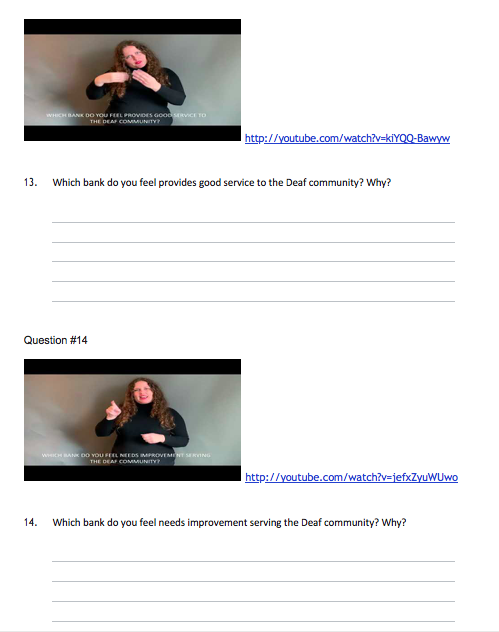 WHICH BANK DO YOU FEEL PROVIDES GOOD SERVICE TO
THE DEAF COMMUNITY?
http://youtube.com/watch?v=kiYQQ-Bawyw
13. Which bank do you feel provides good service to the Deaf community? Why?
Question #14
WHICH BANK DO YOU FEEL NEEDS IMPROVEMENT SERVING
THE DEAF COMMUNITY?
http://youtube.com/watch?v=jefxZyuWUwo
14. Which bank do you feel needs improvement serving the Deaf community? Why?